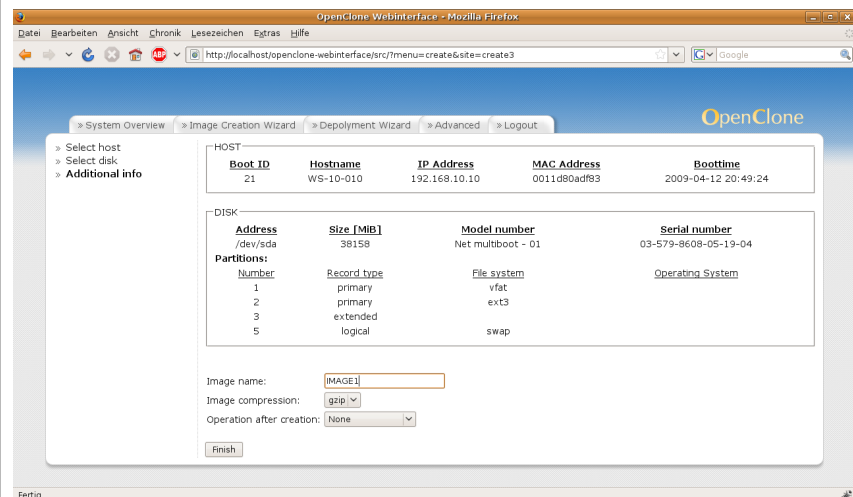 OpenClone Webinterface - Mozilla Firefox
Datei Bearbeiten Ansicht Chronik Lesezeichen Extras Hilfe
ABP http://localhost/openclone-webinterface/src/?menu=create&site=create3 G Google
OpenClone
» System Overview » Image Creation Wizard » Depolyment Wizard » Advanced » Logout
» Select host
» Select disk
» Additional info
HOST
Boot ID Hostname IP Address MAC Address Boottime
21 WS-10-010 192.168.10.10 0011d80adf83 2009-04-12 20:49:24
DISK
Address Size [MiB] Model number Serial number
/dev/sda 38158 Net multiboot - 01 03-579-8608-05-19-04
Partitions:
Number Record type File system Operating System
1 primary vfat
2 primary ext3
3 extended
5 logical swap
Image name: IMAGE1
Image compression: gzip
Operation after creation: None
Finish
Fertig